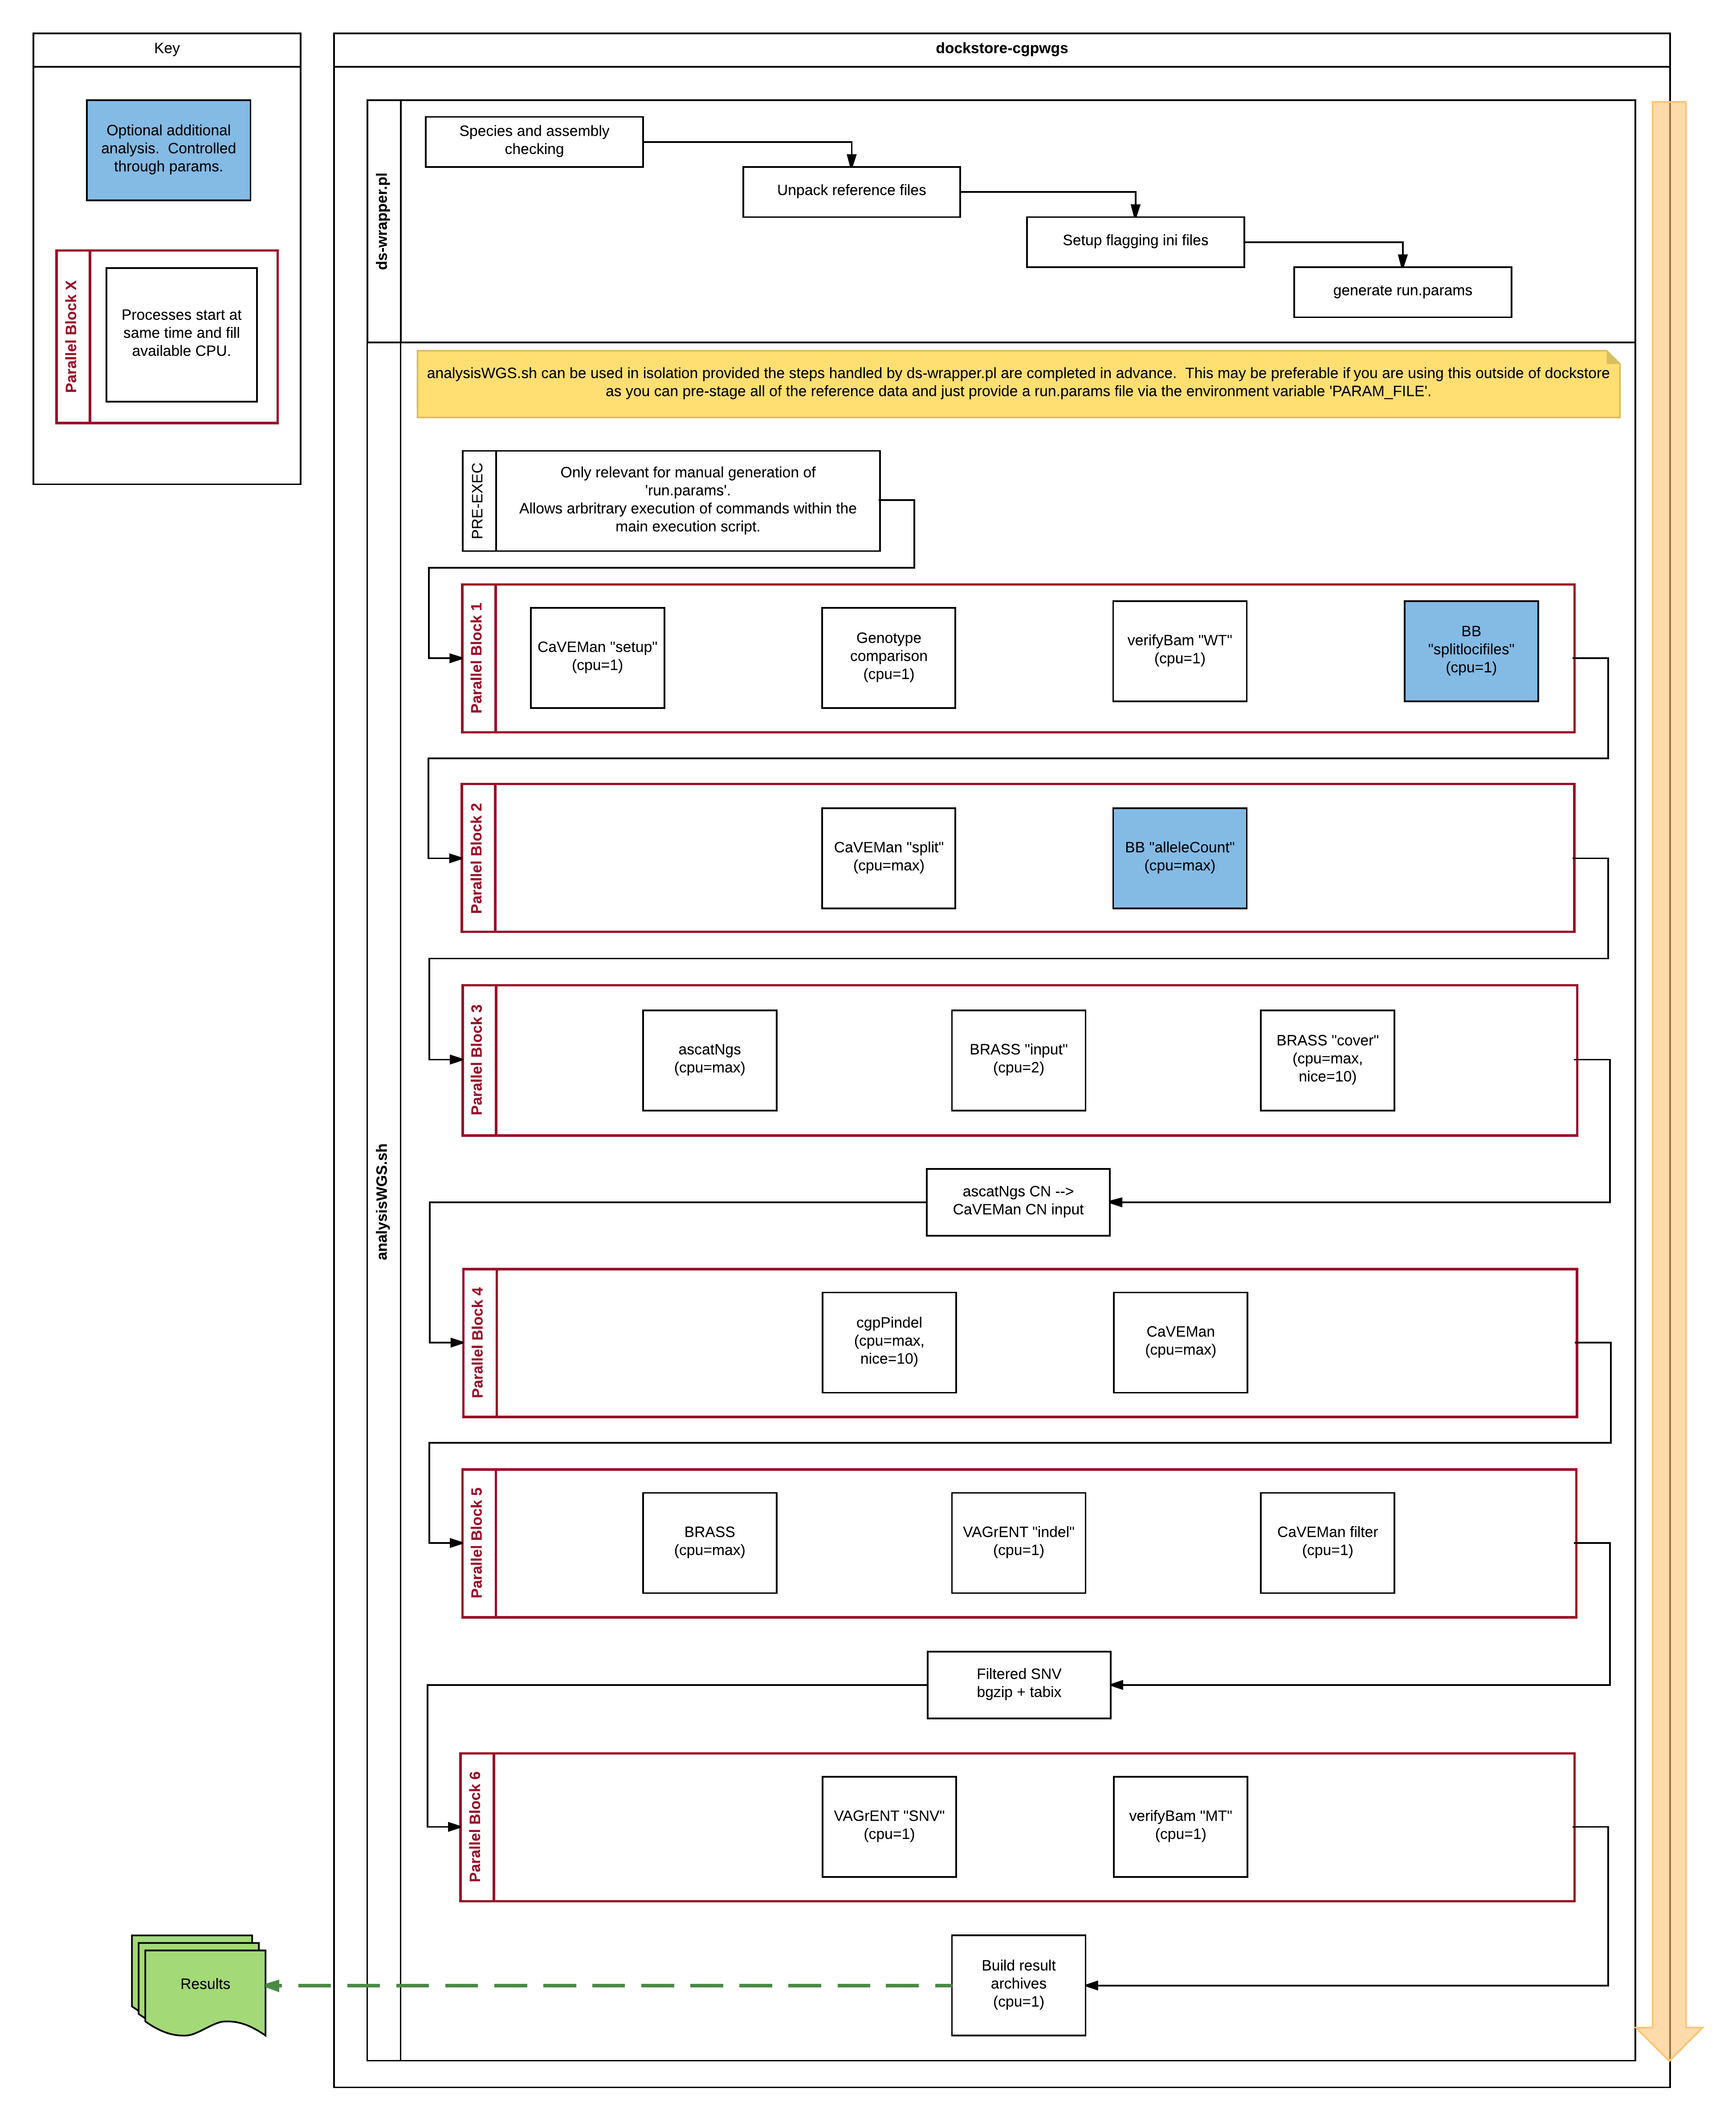 Key
Optional additional
analysis.  Controlled
through params.
Parallel Block X
Processes start at
same time and fill
available CPU.
dockstore-cgpwgs
ds-wrapper.pl
Species and assembly
checking
Unpack reference files
Setup flagging ini files
generate run.params
analysisWGS.sh
analysisWGS.sh can be used in isolation provided the steps handled by ds-wrapper.pl are completed in advance.  This may be preferable if you are using this outside of dockstore
as you can pre-stage all of the reference data and just provide a run.params file via the environment variable 'PARAM_FILE'.
PRE-EXEC
Only relevant for manual generation of
'run.params'.
Allows arbritrary execution of commands within the
main execution script.
Parallel Block 1
CaVEMan "setup"
(cpu=1)
Genotype
comparison
(cpu=1)
verifyBam "WT"
(cpu=1)
BB
"splitlocifiles"
(cpu=1)
Parallel Block 2
CaVEMan "split"
(cpu=max)
BB "alleleCount"
(cpu=max)
Parallel Block 3
ascatNgs
(cpu=max)
BRASS "input"
(cpu=2)
BRASS "cover"
(cpu=max,
nice=10)
ascatNgs CN -->
CaVEMan CN input
Parallel Block 4
cgpPindel
(cpu=max,
nice=10)
CaVEMan
(cpu=max)
Parallel Block 5
BRASS
(cpu=max)
VAGrENT "indel"
(cpu=1)
CaVEMan filter
(cpu=1)
Filtered SNV
bgzip + tabix
Parallel Block 6
VAGrENT "SNV"
(cpu=1)
verifyBam "MT"
(cpu=1)
Build result
archives
(cpu=1)
Results